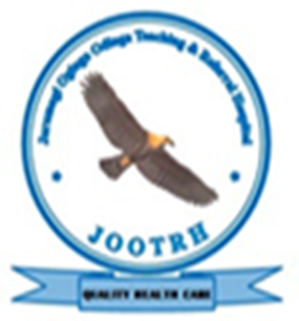 Jaramogi Oginga Odinga Teaching & Referral Hospital
JOOTRH
QUALITY HEALTH CARE